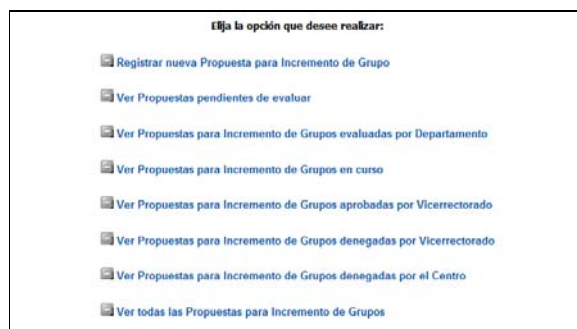 Elija la opción que desee realizar:
Registrar nueva Propuesta para Incremento de Grupo
Ver Propuestas pendientes de evaluar
Ver Propuestas para Incremento de Grupos evaluadas por Departamento
Ver Propuestas para Incremento de Grupos en curso
Ver Propuestas para Incremento de Grupos aprobadas por Vicerrectorado
Ver Propuestas para Incremento de Grupos denegadas por Vicerrectorado
Ver Propuestas para Incremento de Grupos denegadas por el Centro
Ver todas las Propuestas para Incremento de Grupos